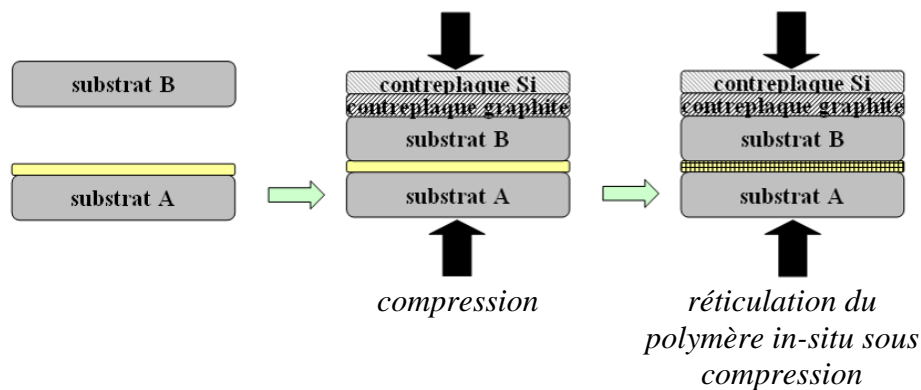 substrat B
substrat A
contreplaque Si
contreplaque graphite
substrat B
substrat A
compression
contreplaque Si
contreplaque graphite
substrat B
substrat A
réticulation du
polymère in-situ sous
compression